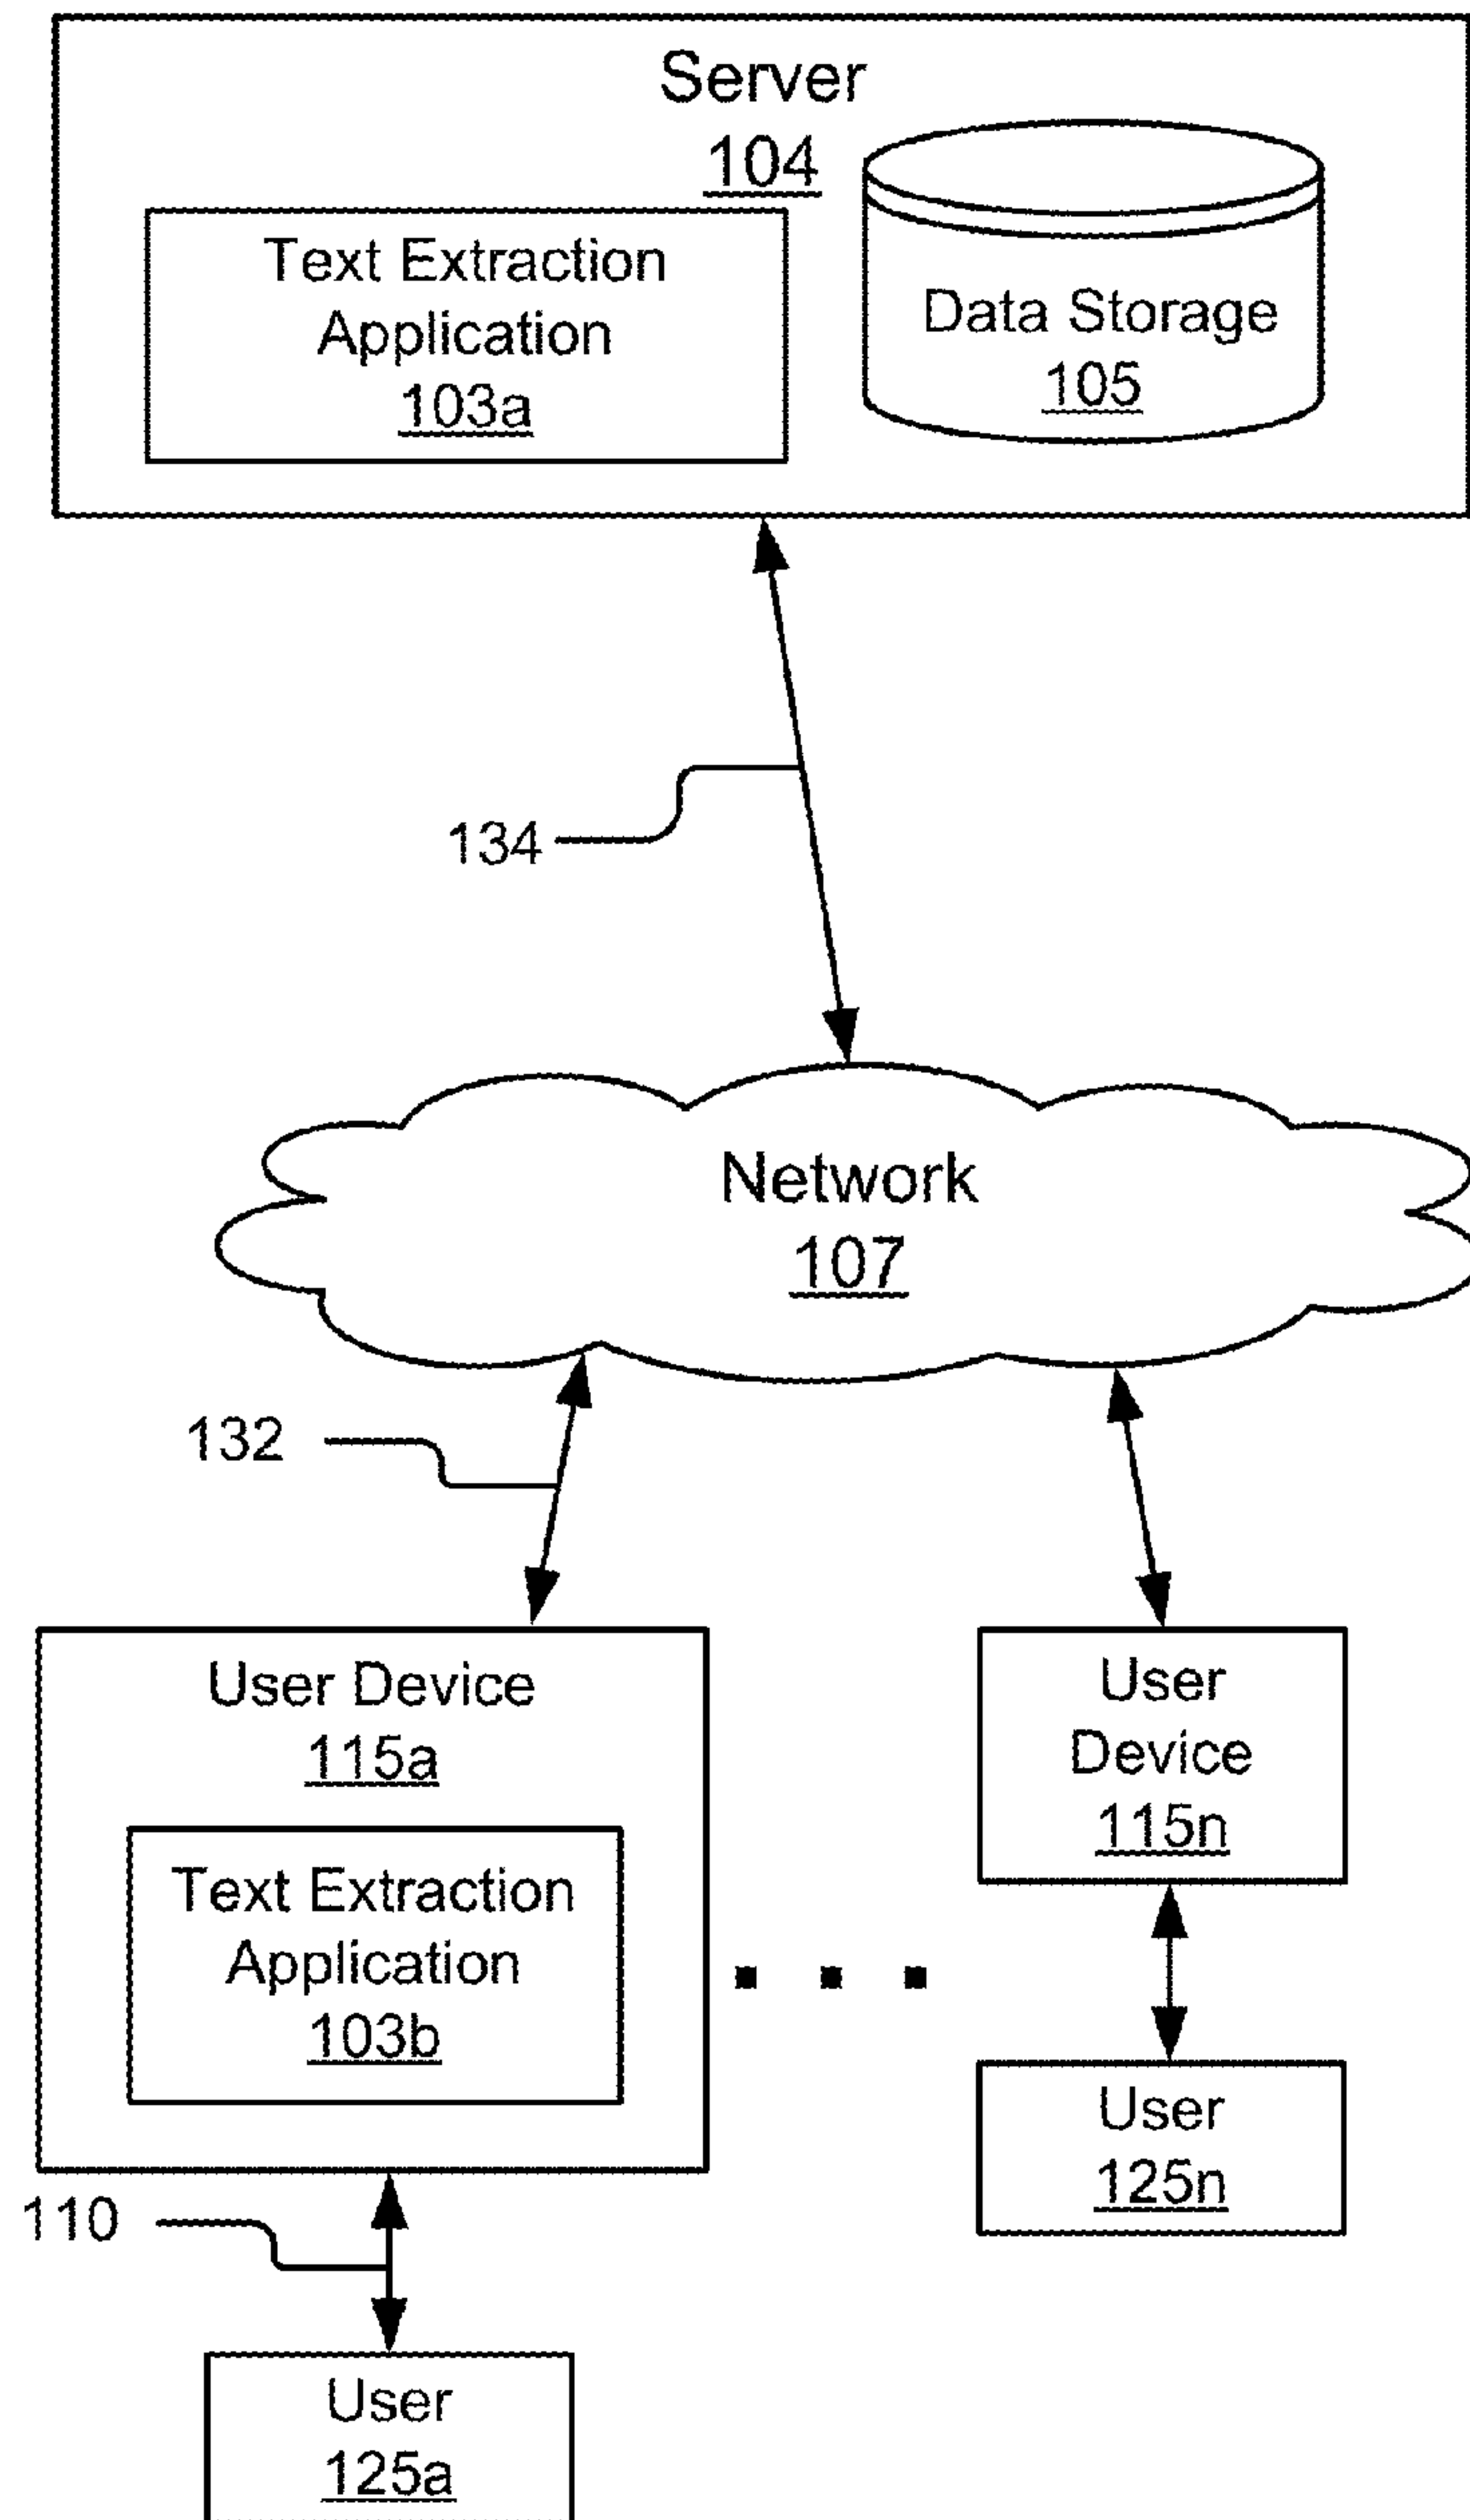 Server
104
Text Extraction
Application
103a
Data Storage
105
134
Network
107
132
User Device
115a
Text Extraction
Application
103b
User
Device
115n
User
125n
110
User
125a